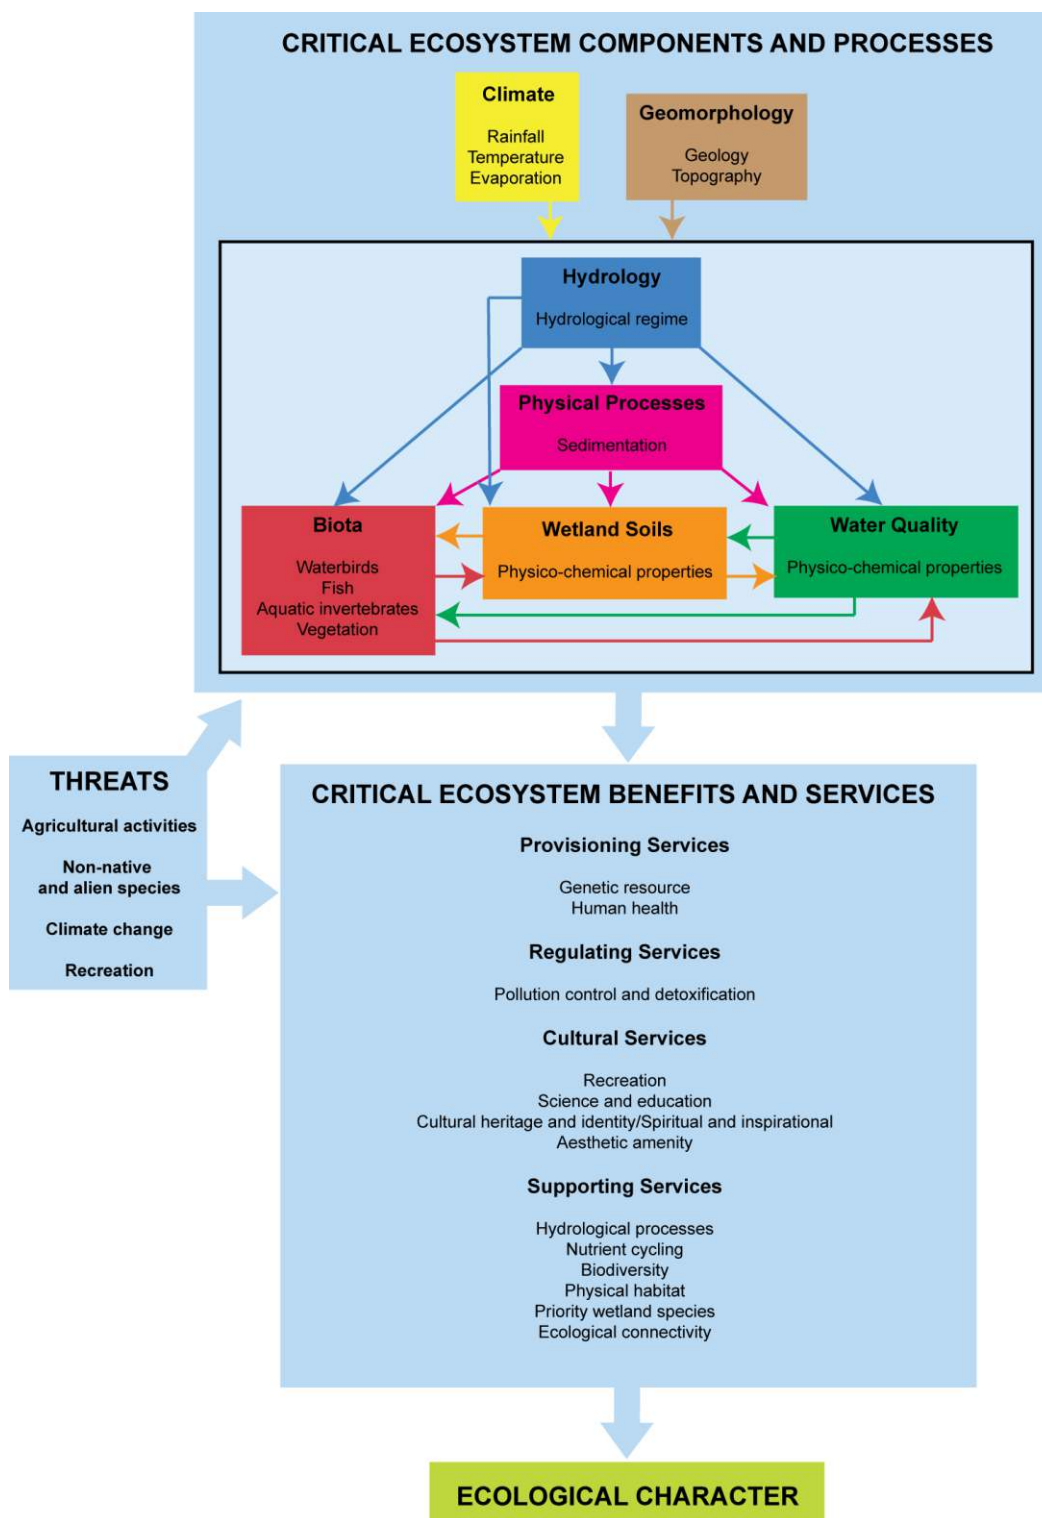 CRITICAL ECOSYSTEM COMPONENTS AND PROCESSES
Climate
Rainfall
Temperature
Evaporation
Geomorphology
Geology
Topography
Hydrology
Hydrological regime
Physical Processes
Sedimentation
Biota
Waterbirds
Fish
Aquatic invertebrates
Vegetation
Wetland Soils
Physico-chemical properties
Water Quality
Physico-chemical properties
THREATS
Agricultural activities
Non-native
and alien species
Climate change
Recreation
CRITICAL ECOSYSTEM BENEFITS AND SERVICES
Provisioning Services
Genetic resource
Human health
Regulating Services
Pollution control and detoxification
Cultural Services
Recreation
Science and education
Cultural heritage and identity/Spiritual and inspirational
Aesthetic amenity
Supporting Services
Hydrological processes
Nutrient cycling
Biodiversity
Physical habitat
Priority wetland species
Ecological connectivity
ECOLOGICAL CHARACTER